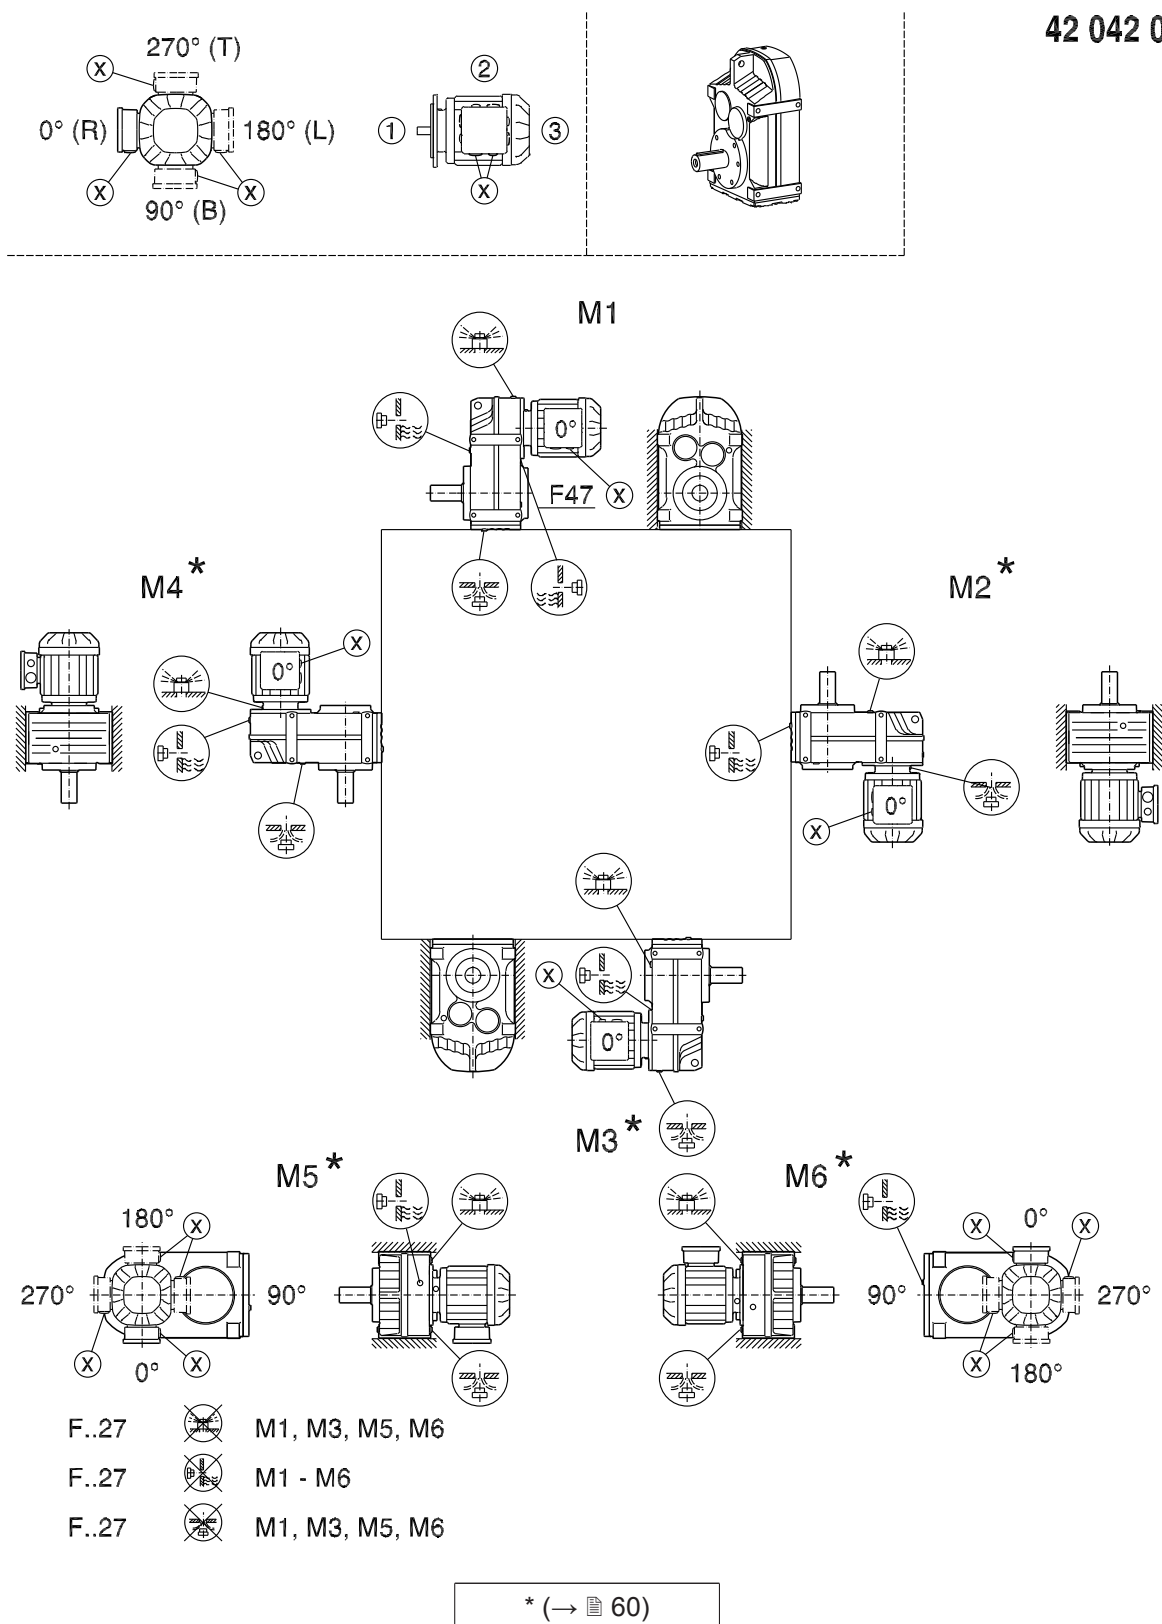 42 042 0
270° (T)
X
0° (R)
180° (L)
X
X
90° (B)
1
2
3
X
M1
0°
F47
X
M4*
X
0°
M2*
0°
X
X
0°
M3*
M5*
M6*
180°
X
270°
90°
X
0°
X
0°
X
X
90°
270°
X
180°
F..27
M1, M3, M5, M6
F..27
M1 - M6
F..27
M1, M3, M5, M6
* (→ 60)